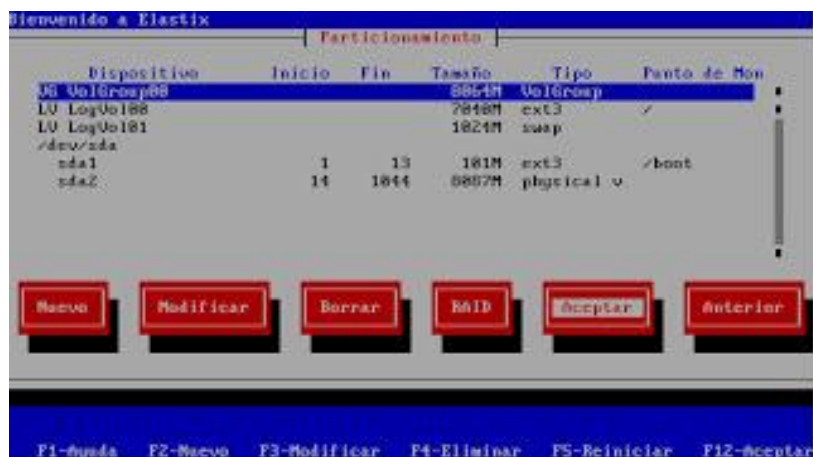 Bienvenido a Elastix
Particionamiento
Dispositivo Inicio Fin Tamaño Tipo Punto de Mon
VG VolGroup00 8064M VolGroup
LV LogVol00 7040M ext3 /
LV LogVol01 1024M swap
/dev/sda
sda1 1 13 101M ext3 /boot
sda2 14 1044 8087M physical v
Nuevo Modificar Borrar RAID Aceptar Anterior
F1-Ayuda F2-Nuevo F3-Modificar F4-Eliminar F5-Reiniciar F12-Aceptar